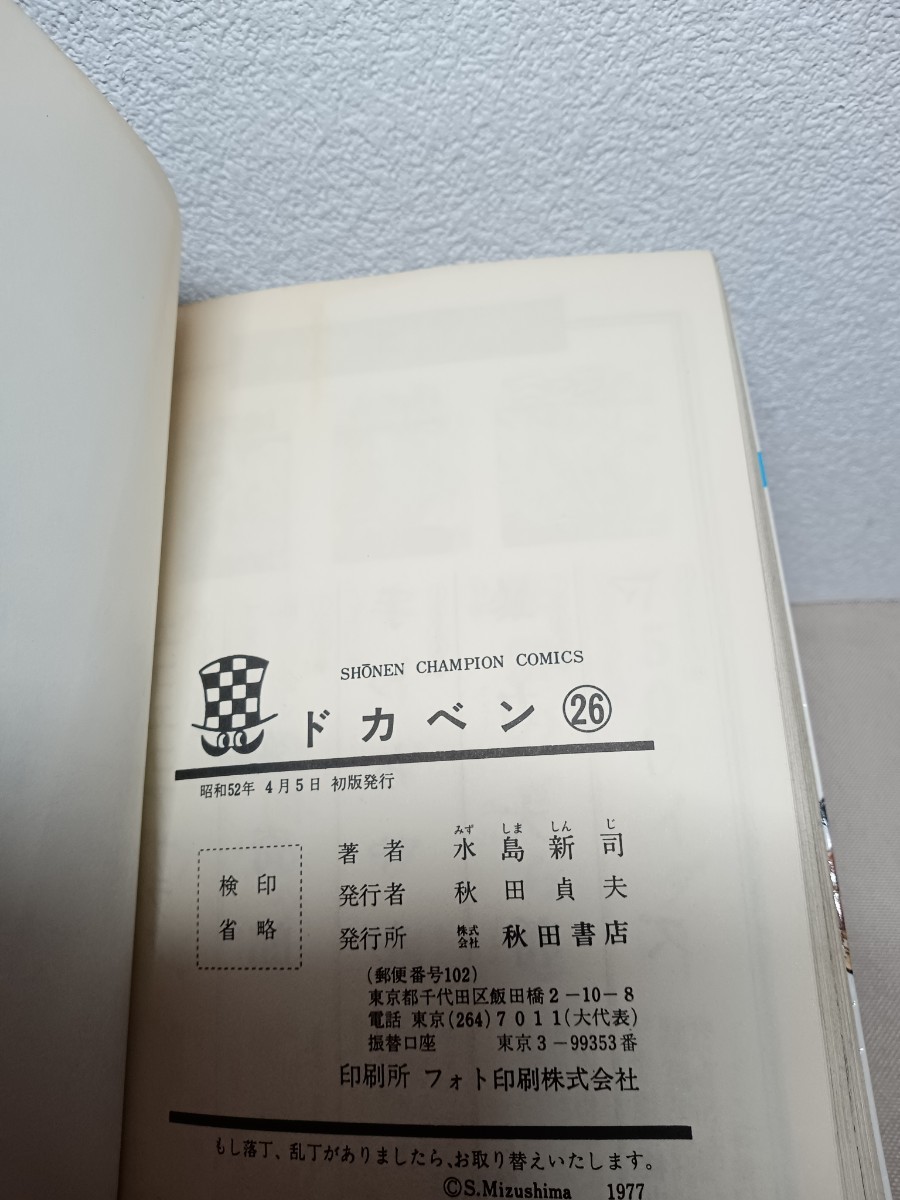 SHŌNEN CHAMPION COMICS
ドカベン ㉖
昭和52年 4月5日 初版発行
検印
省略
著者 水島新司
みずしましんじ
発行者 秋田貞夫
発行所 株式会社 秋田書店
(郵便番号102)
東京都千代田区飯田橋2-10-8
電話 東京(264)7011(大代表)
振替口座 東京3-99353番
印刷所 フォト印刷株式会社
もし落丁、乱丁がありましたら、お取り替えいたします。
©S.Mizushima 1977